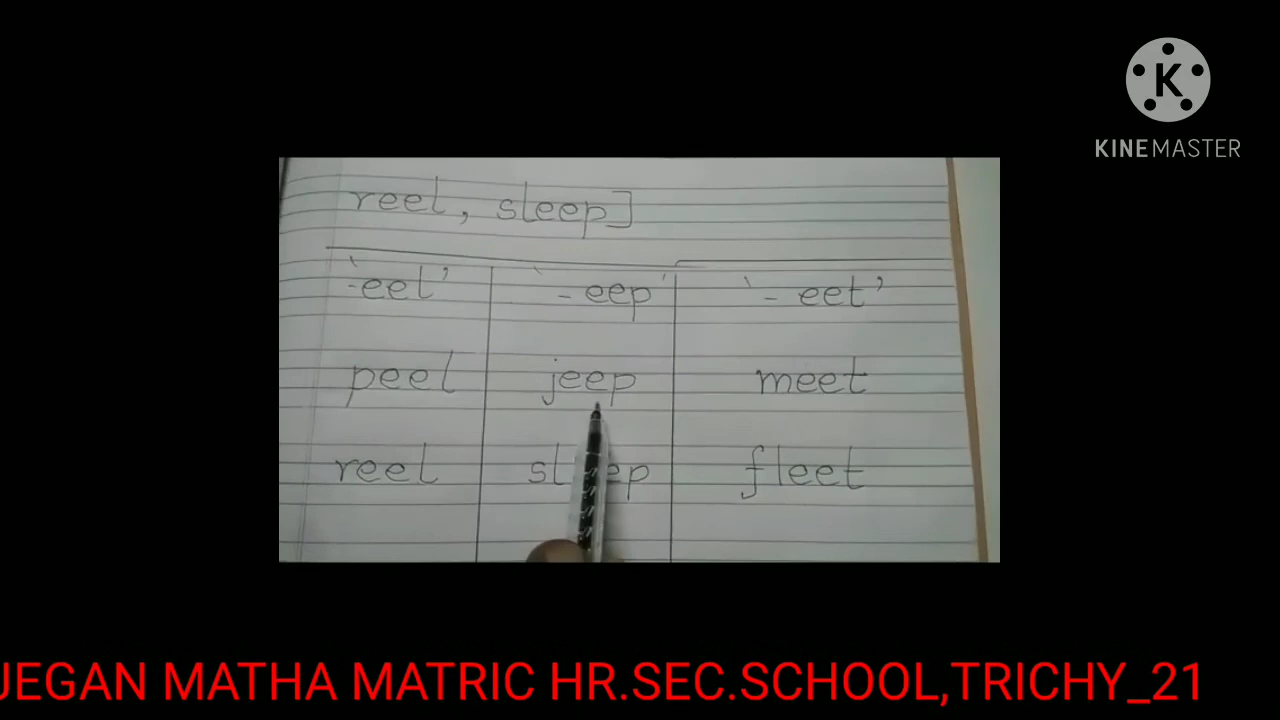 KINEMASTER
reel, sleep]
'-eel' '-eep' '-eet'
peel jeep meet
reel sleep fleet
JEGAN MATHA MATRIC HR.SEC.SCHOOL,TRICHY_21